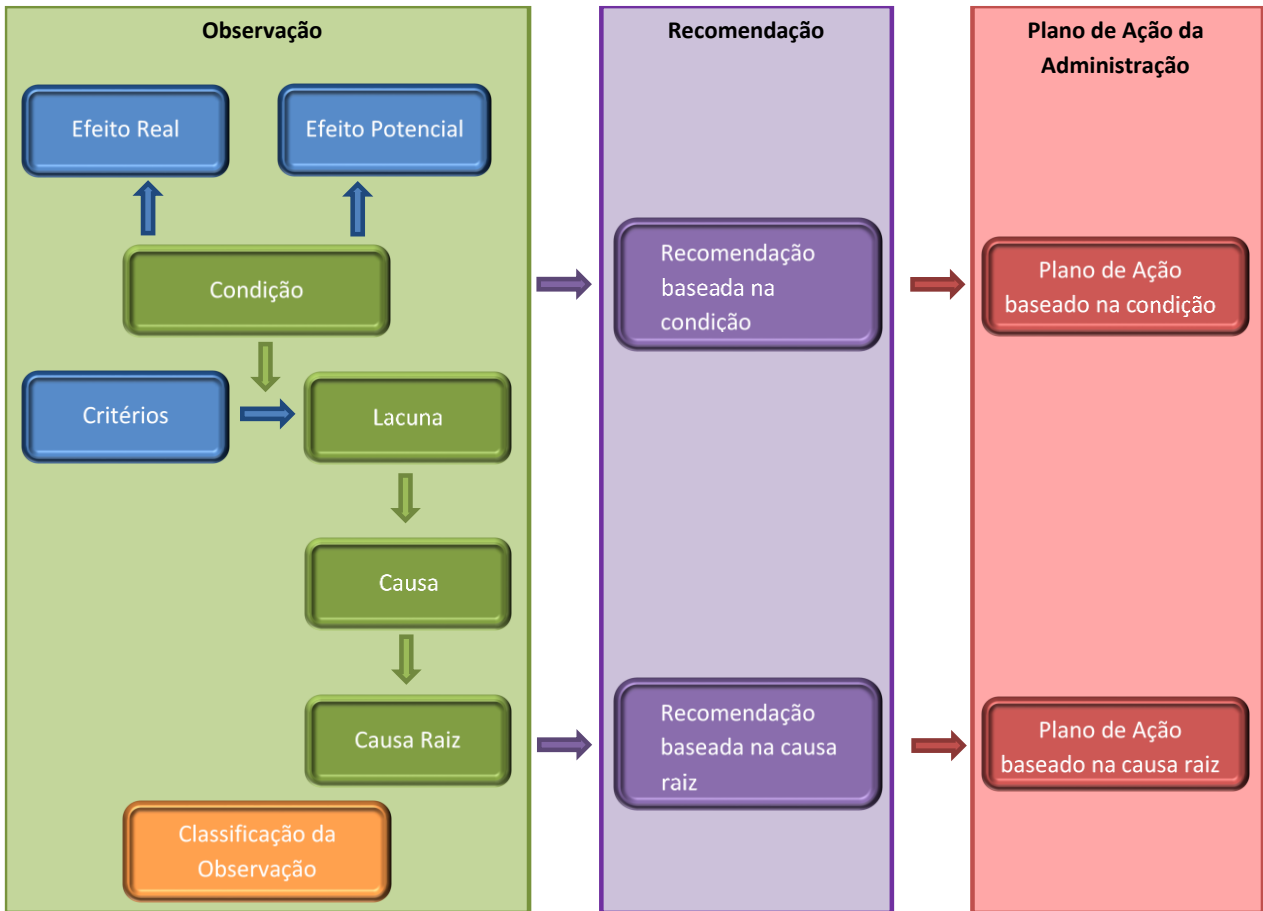 Observação
Efeito Real
Efeito Potencial
Condição
Critérios
Lacuna
Causa
Causa Raiz
Classificação da
Observação
Recomendação
Recomendação
baseada na
condição
Recomendação
baseada na causa
raiz
Plano de Ação da
Administração
Plano de Ação
baseado na condição
Plano de Ação
baseado na causa raiz